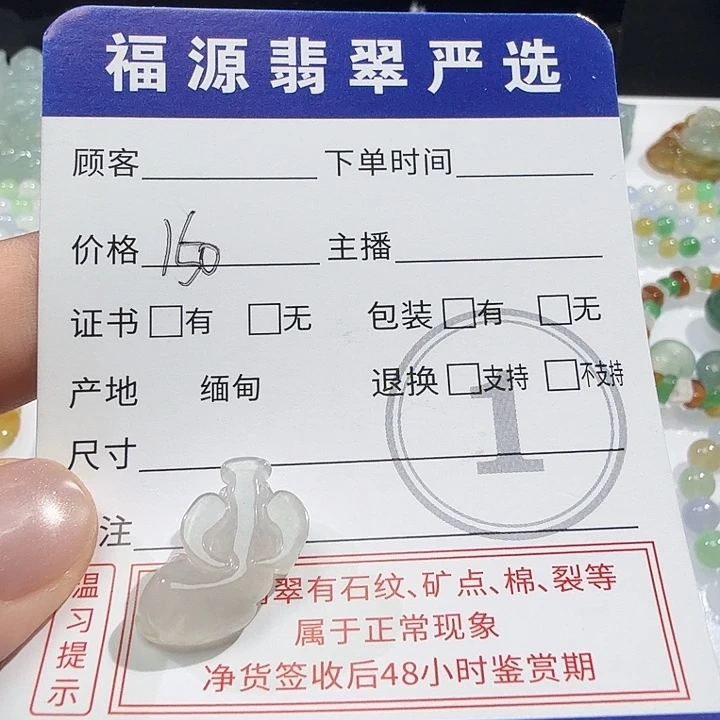 福源翡翠严选
顾客 下单时间
价格 150 主播
证书 □有 □无 包装 □有 □无
产地 缅甸 退换 □支持 □不支持
尺寸
注
1
温习提示
翠有石纹、矿点、棉、裂等
属于正常现象
净货签收后48小时鉴赏期